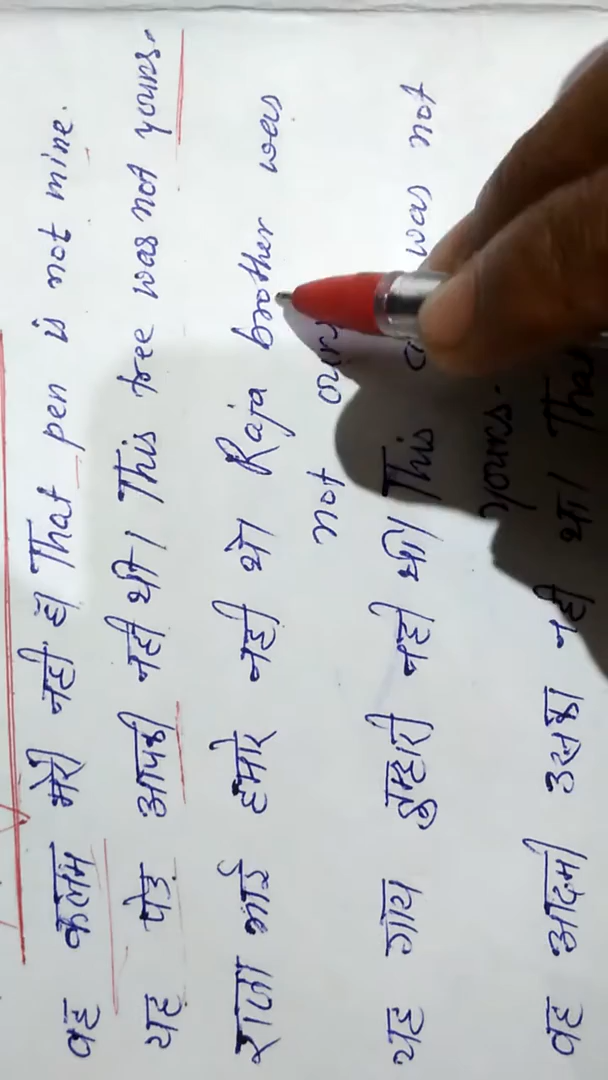 वह कलम मेरी नही है। That pen is not mine.
यह पेड़ आपकी नही थी। This tree was not yours.
राजा भाई हमारे नही थे। Raja brother was
not ours
यह गाय तुम्हारी नही थी। This was not
yours.
वह आदमी उसका नही था। That